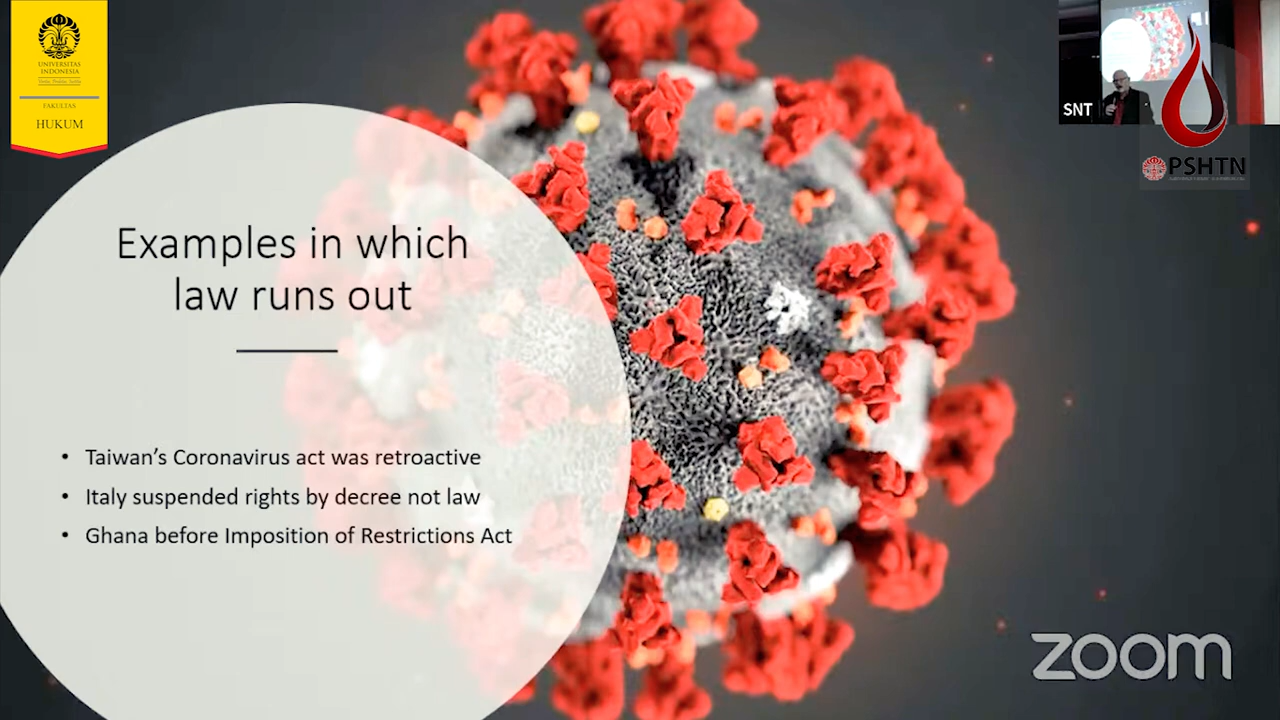 UNIVERSITAS
INDONESIA
FAKULTAS
HUKUM
SNT
PSHTN
Examples in which
law runs out
• Taiwan's Coronavirus act was retroactive
• Italy suspended rights by decree not law
• Ghana before Imposition of Restrictions Act
zoom